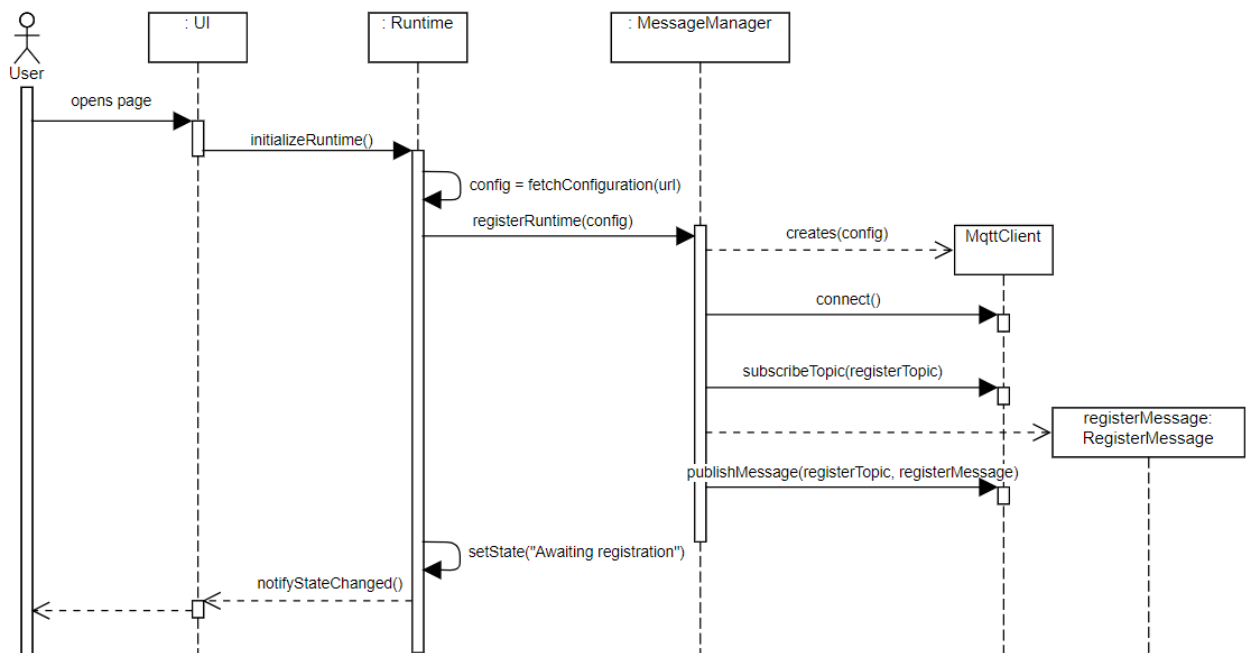 : UI
: Runtime
: MessageManager
User
opens page
initializeRuntime()
config = fetchConfiguration(url)
registerRuntime(config)
creates(config)
MqttClient
connect()
subscribeTopic(registerTopic)
registerMessage:
RegisterMessage
publishMessage(registerTopic, registerMessage)
setState("Awaiting registration")
notifyStateChanged()